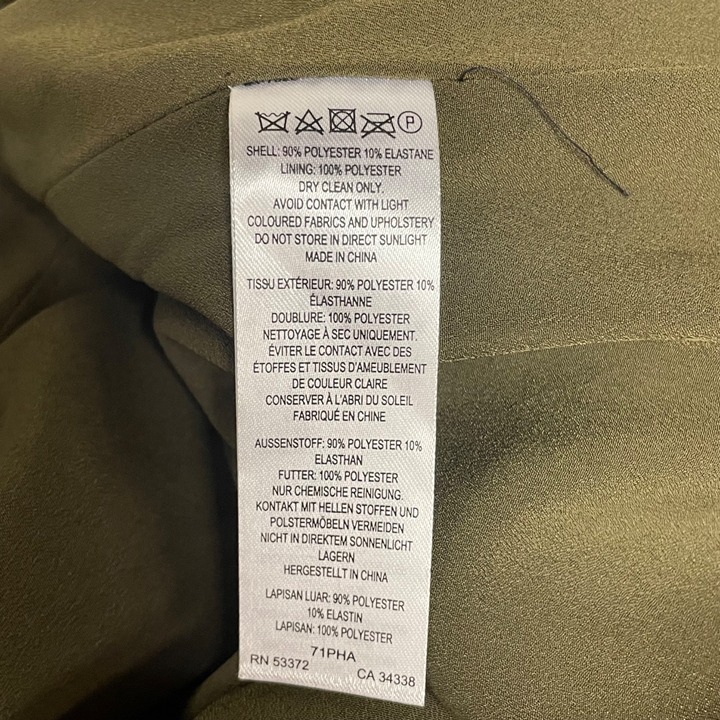 P
SHELL: 90% POLYESTER 10% ELASTANE
LINING: 100% POLYESTER
DRY CLEAN ONLY.
AVOID CONTACT WITH LIGHT
COLOURED FABRICS AND UPHOLSTERY
DO NOT STORE IN DIRECT SUNLIGHT
MADE IN CHINA
TISSU EXTÉRIEUR: 90% POLYESTER 10%
ÉLASTHANNE
DOUBLURE: 100% POLYESTER
NETTOYAGE À SEC UNIQUEMENT.
ÉVITER LE CONTACT AVEC DES
ÉTOFFES ET TISSUS D'AMEUBLEMENT
DE COULEUR CLAIRE
CONSERVER À L'ABRI DU SOLEIL
FABRIQUÉ EN CHINE
AUSSENSTOFF: 90% POLYESTER 10%
ELASTHAN
FUTTER: 100% POLYESTER
NUR CHEMISCHE REINIGUNG.
KONTAKT MIT HELLEN STOFFEN UND
POLSTERMÖBELN VERMEIDEN
NICHT IN DIREKTEM SONNENLICHT
LAGERN
HERGESTELLT IN CHINA
LAPISAN LUAR: 90% POLYESTER
10% ELASTIN
LAPISAN: 100% POLYESTER
71PHA
RN 53372 CA 34338